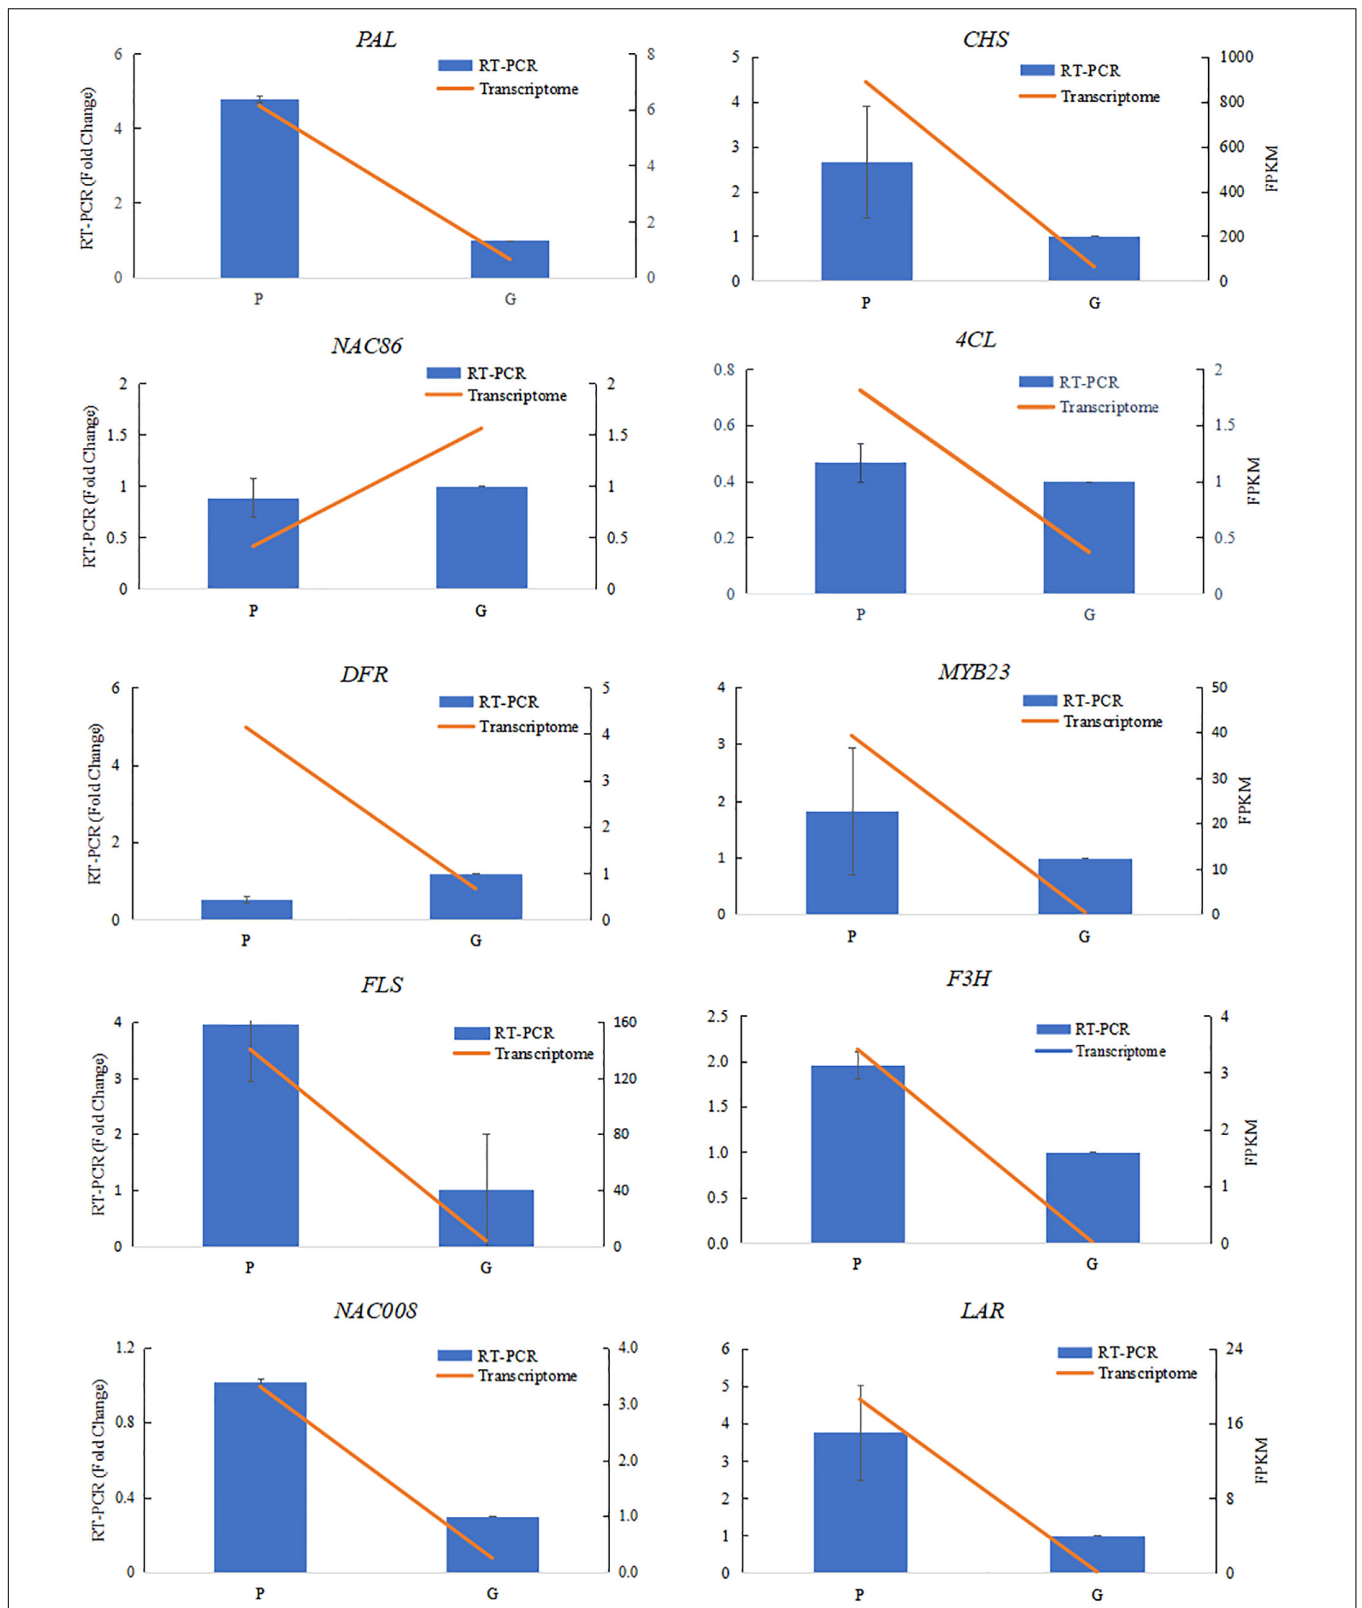 PAL
RT-PCR (Fold Change)
6
4
2
0
8
6
4
2
0
RT-PCR
Transcriptome
P
G
CHS
5
4
3
2
1
0
1000
800
600
400
200
0
FPKM
RT-PCR
Transcriptome
P
G
NAC86
RT-PCR (Fold Change)
2
1.5
1
0.5
0
2
1.5
1
0.5
0
RT-PCR
Transcriptome
P
G
4CL
0.8
0.6
0.4
0.2
0
2
1.5
1
0.5
0
FPKM
RT-PCR
Transcriptome
P
G
DFR
RT-PCR (Fold Change)
6
4
2
0
5
4
3
2
1
0
RT-PCR
Transcriptome
P
G
MYB23
4
3
2
1
0
50
40
30
20
10
0
FPKM
RT-PCR
Transcriptome
P
G
FLS
RT-PCR (Fold Change)
4
3
2
1
0
160
120
80
40
0
RT-PCR
Transcriptome
P
G
F3H
2.5
2.0
1.5
1.0
0.5
0.0
4
3
2
1
0
FPKM
RT-PCR
Transcriptome
P
G
NAC008
RT-PCR (Fold Change)
1.2
0.8
0.4
0
4.0
3.0
2.0
1.0
0.0
RT-PCR
Transcriptome
P
G
LAR
6
5
4
3
2
1
0
24
16
8
0
FPKM
RT-PCR
Transcriptome
P
G